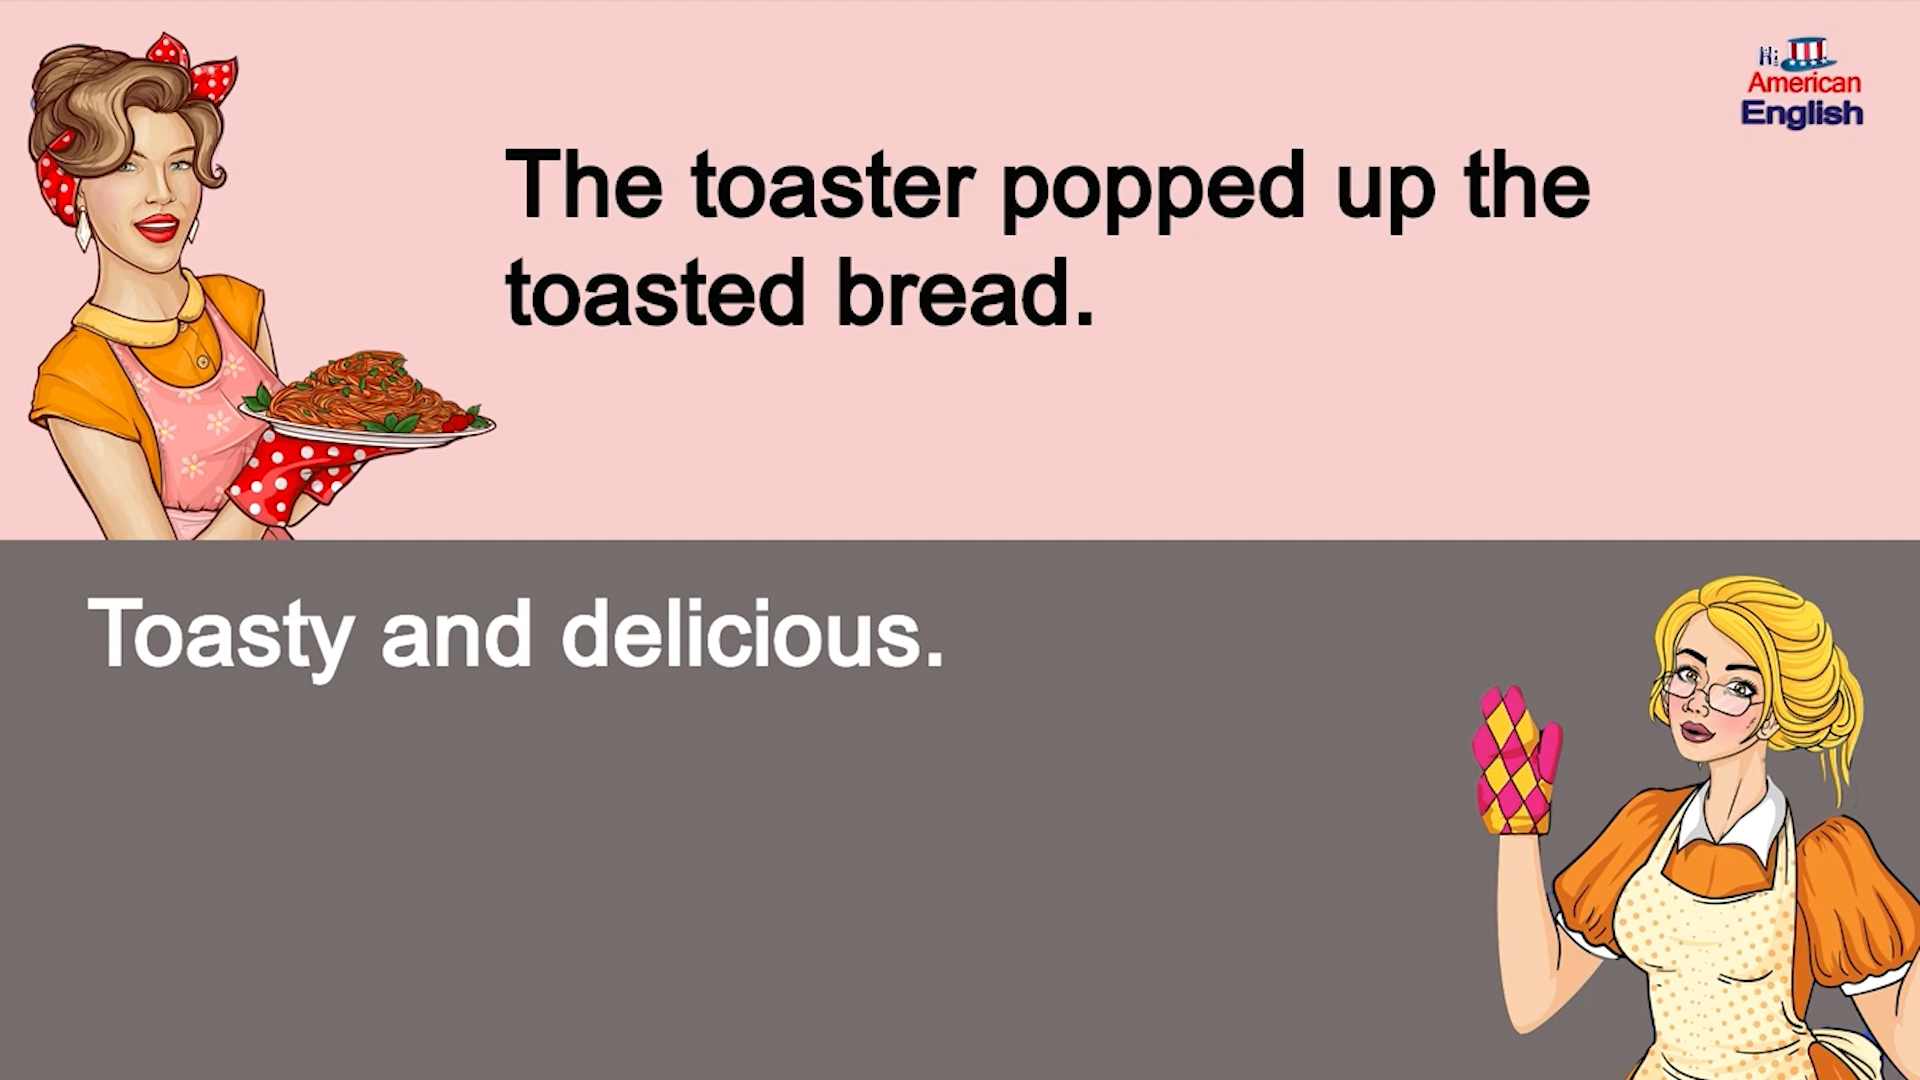 Hi
American
English
The toaster popped up the
toasted bread.
Toasty and delicious.